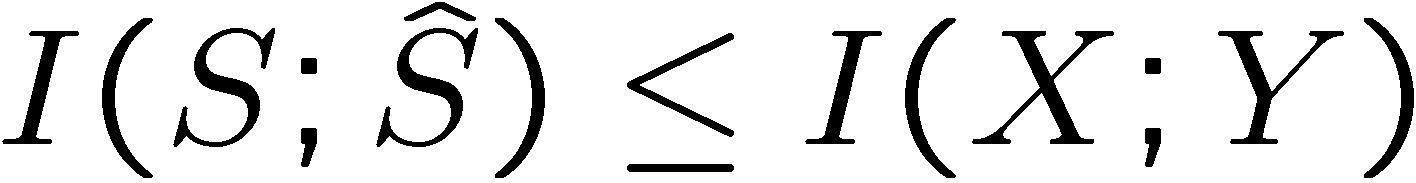 I(S; Ŝ) ≤ I(X; Y)